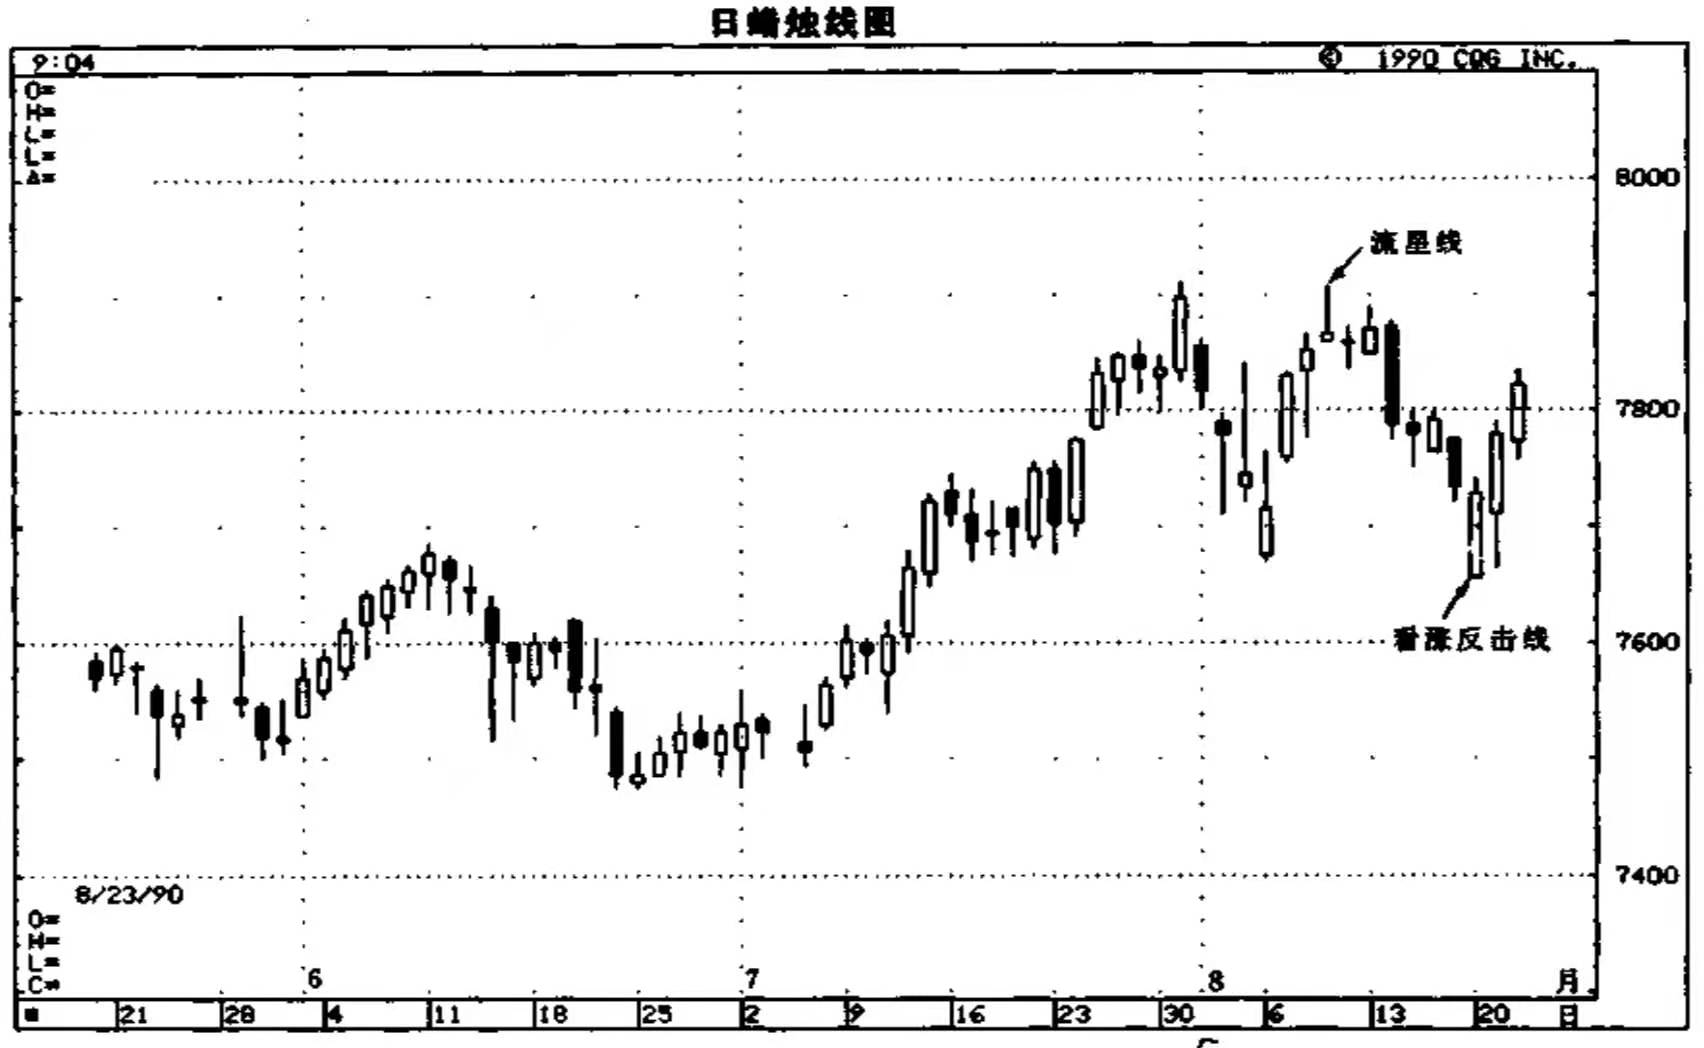 日蜡烛线图
9:04
© 1990 CQG INC.
O=
H=
L=
L=
Δ=
8000
流星线
7800
7600
看涨反击线
7400
8/23/90
O=
H=
L=
C=
6 7 8 月
21 28 4 11 18 25 2 9 16 23 30 6 13 20 日